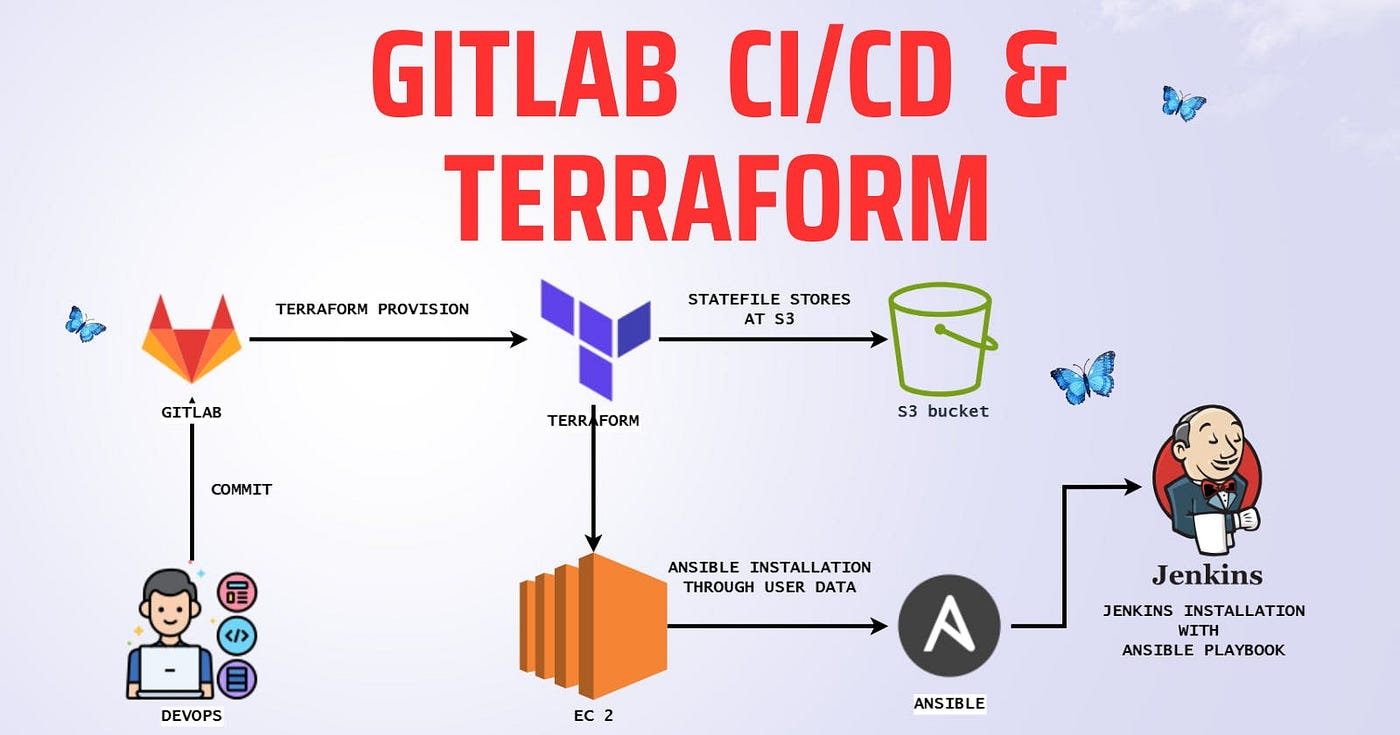 GITLAB CI/CD &
TERRAFORM
TERRAFORM PROVISION
STATEFILE STORES
AT S3
GITLAB
TERRAFORM
S3 bucket
COMMIT
ANSIBLE INSTALLATION
THROUGH USER DATA
Jenkins
JENKINS INSTALLATION
WITH
ANSIBLE PLAYBOOK
DEVOPS
EC 2
ANSIBLE